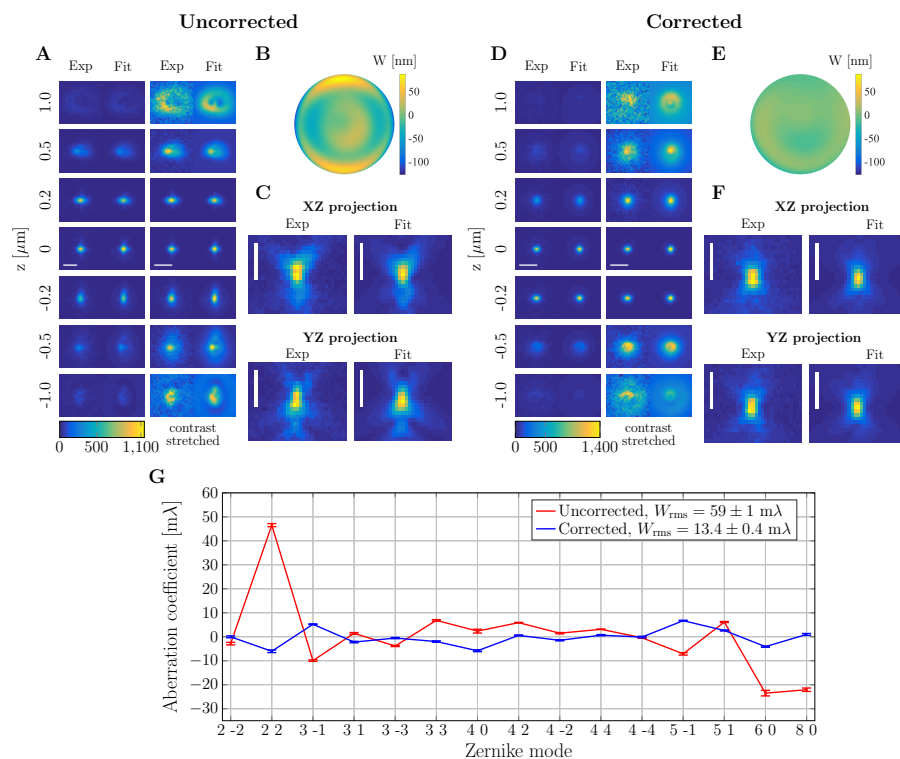 Uncorrected
Corrected
A
Exp Fit Exp Fit
1.0
0.5
0.2
0
-0.2
-0.5
-1.0
z [μm]
0 500 1,100
contrast
stretched
B
W [nm]
50
0
-50
-100
C
XZ projection
Exp Fit
YZ projection
Exp Fit
D
Exp Fit Exp Fit
1.0
0.5
0.2
0
-0.2
-0.5
-1.0
z [μm]
0 500 1,400
contrast
stretched
E
W [nm]
50
0
-50
-100
F
XZ projection
Exp Fit
YZ projection
Exp Fit
G
Aberration coefficient [mλ]
60
50
40
30
20
10
0
−10
−20
−30
Uncorrected, W_rms = 59 ± 1 mλ
Corrected, W_rms = 13.4 ± 0.4 mλ
2 -2 2 2 3 -1 3 1 3 -3 3 3 4 0 4 2 4 -2 4 4 4 -4 5 -1 5 1 6 0 8 0
Zernike mode